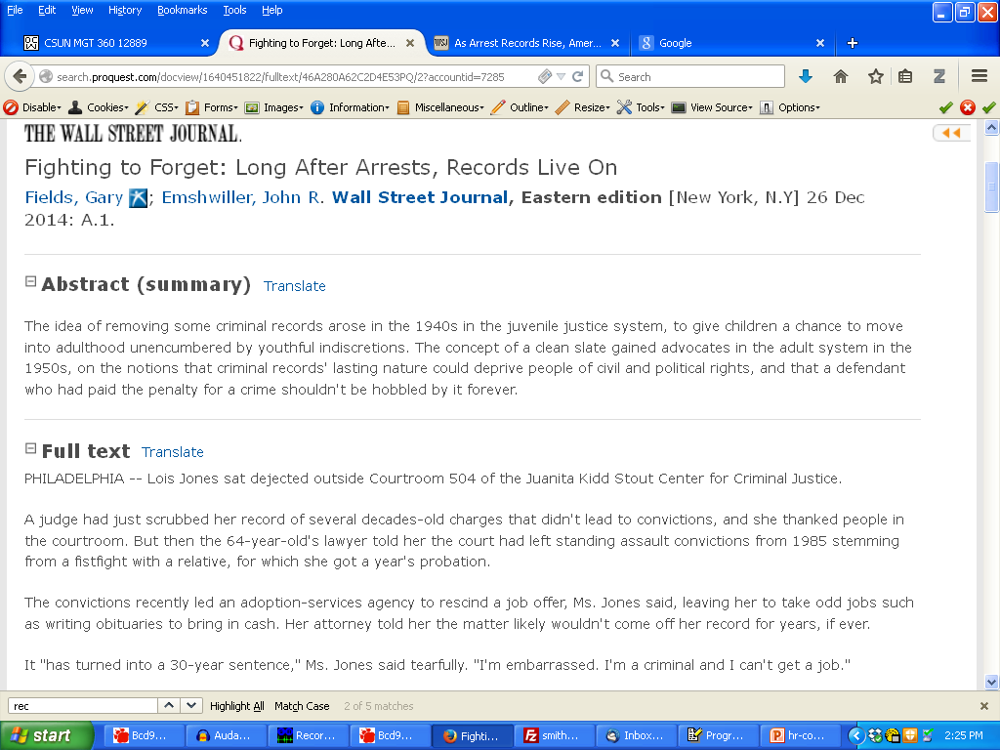 File Edit View History Bookmarks Tools Help
CSUN MGT 360 12889
Fighting to Forget: Long Afte...
WSJ As Arrest Records Rise, Amer...
Google
search.proquest.com/docview/1640451822/fulltext/46A280A62C2D4E53PQ/2?accountid=7285
Search
Disable Cookies CSS Forms Images Information Miscellaneous Outline Resize Tools View Source Options
THE WALL STREET JOURNAL.
Fighting to Forget: Long After Arrests, Records Live On
Fields, Gary; Emshwiller, John R. Wall Street Journal, Eastern edition [New York, N.Y] 26 Dec
2014: A.1.
Abstract (summary) Translate
The idea of removing some criminal records arose in the 1940s in the juvenile justice system, to give children a chance to move
into adulthood unencumbered by youthful indiscretions. The concept of a clean slate gained advocates in the adult system in the
1950s, on the notions that criminal records' lasting nature could deprive people of civil and political rights, and that a defendant
who had paid the penalty for a crime shouldn't be hobbled by it forever.
Full text Translate
PHILADELPHIA -- Lois Jones sat dejected outside Courtroom 504 of the Juanita Kidd Stout Center for Criminal Justice.
A judge had just scrubbed her record of several decades-old charges that didn't lead to convictions, and she thanked people in
the courtroom. But then the 64-year-old's lawyer told her the court had left standing assault convictions from 1985 stemming
from a fistfight with a relative, for which she got a year's probation.
The convictions recently led an adoption-services agency to rescind a job offer, Ms. Jones said, leaving her to take odd jobs such
as writing obituaries to bring in cash. Her attorney told her the matter likely wouldn't come off her record for years, if ever.
It "has turned into a 30-year sentence," Ms. Jones said tearfully. "I'm embarrassed. I'm a criminal and I can't get a job."
rec Highlight All Match Case 2 of 5 matches
start Bcd9... Auda... Recor... Bcd9... Fighti... smith... Inbox... Progr... hr-co... 2:25 PM